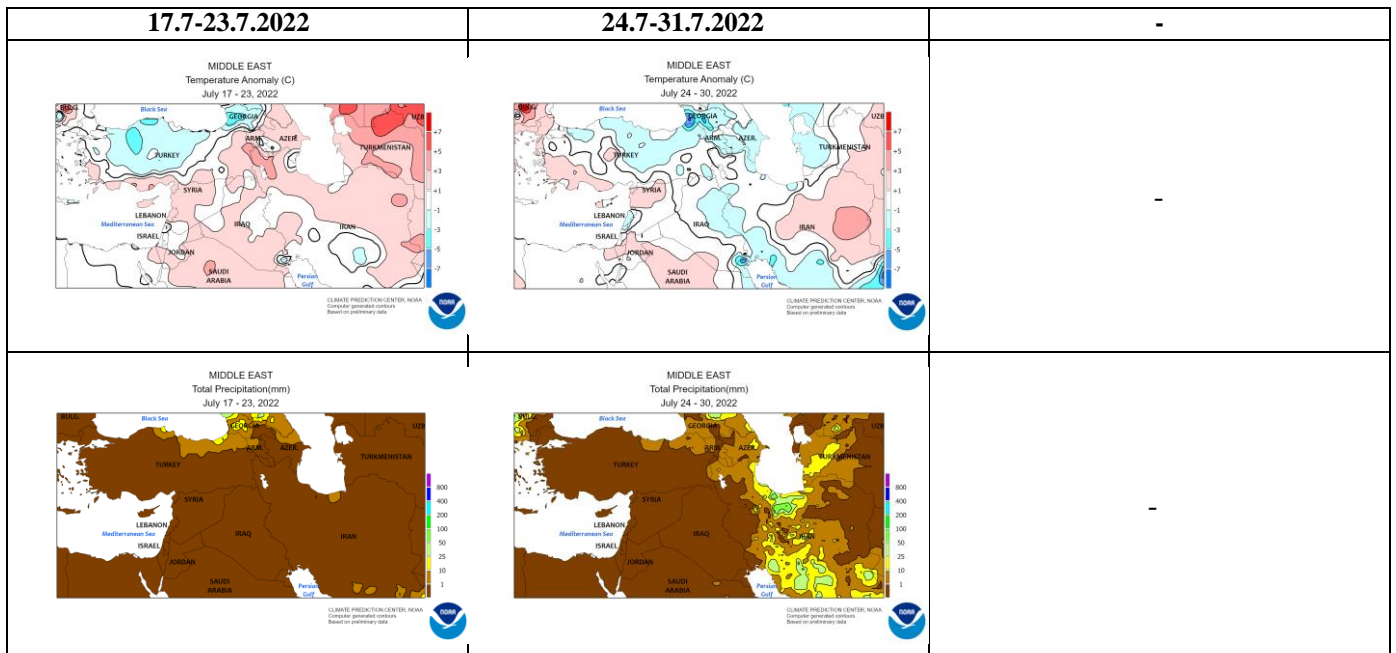 17.7-23.7.2022
24.7-31.7.2022
-
MIDDLE EAST
Temperature Anomaly (C)
July 17 - 23, 2022
BULG.
Black Sea
GEORGIA
UZB
ARM.
AZER.
TURKEY
TURKMENISTAN
SYRIA
LEBANON
Mediterranean Sea
IRAQ
IRAN
ISRAEL
JORDAN
SAUDI
ARABIA
Persian
Gulf
+7
+5
+3
+1
-1
-3
-5
-7
CLIMATE PREDICTION CENTER, NOAA
Computer generated contours
Based on preliminary data
NOAA
MIDDLE EAST
Temperature Anomaly (C)
July 24 - 30, 2022
Black Sea
GEORGIA
UZB
ARM.
AZER.
TURKEY
TURKMENISTAN
SYRIA
LEBANON
Mediterranean Sea
IRAQ
IRAN
ISRAEL
JORDAN
SAUDI
ARABIA
Persian
Gulf
+7
+5
+3
+1
-1
-3
-5
-7
CLIMATE PREDICTION CENTER, NOAA
Computer generated contours
Based on preliminary data
NOAA
-
MIDDLE EAST
Total Precipitation(mm)
July 17 - 23, 2022
BULG.
Black Sea
GEORGIA
UZB
ARM.
AZER.
TURKEY
TURKMENISTAN
SYRIA
LEBANON
Mediterranean Sea
IRAQ
IRAN
ISRAEL
JORDAN
SAUDI
ARABIA
Persian
Gulf
800
400
200
100
50
25
10
1
CLIMATE PREDICTION CENTER, NOAA
Computer generated contours
Based on preliminary data
NOAA
MIDDLE EAST
Total Precipitation(mm)
July 24 - 30, 2022
BULG.
Black Sea
GEORGIA
UZB
ARM.
AZER.
TURKEY
TURKMENISTAN
SYRIA
LEBANON
Mediterranean Sea
IRAQ
IRAN
ISRAEL
JORDAN
SAUDI
ARABIA
Persian
Gulf
800
400
200
100
50
25
10
1
CLIMATE PREDICTION CENTER, NOAA
Computer generated contours
Based on preliminary data
NOAA
-